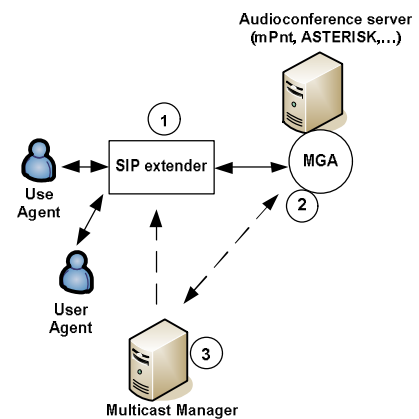 Audioconference server
(mPnt, ASTERISK,...)
1
SIP extender
MGA
Use
Agent
2
User
Agent
3
Multicast Manager